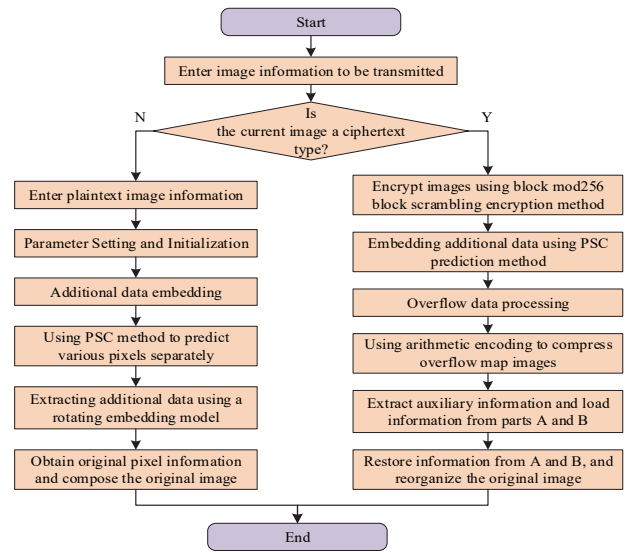 Start
Enter image information to be transmitted
Is
the current image a ciphertext
type?
N
Y
Enter plaintext image information
Parameter Setting and Initialization
Additional data embedding
Using PSC method to predict
various pixels separately
Extracting additional data using a
rotating embedding model
Obtain original pixel information
and compose the original image
Encrypt images using block mod256
block scrambling encryption method
Embedding additional data using PSC
prediction method
Overflow data processing
Using arithmetic encoding to compress
overflow map images
Extract auxiliary information and load
information from parts A and B
Restore information from A and B, and
reorganize the original image
End